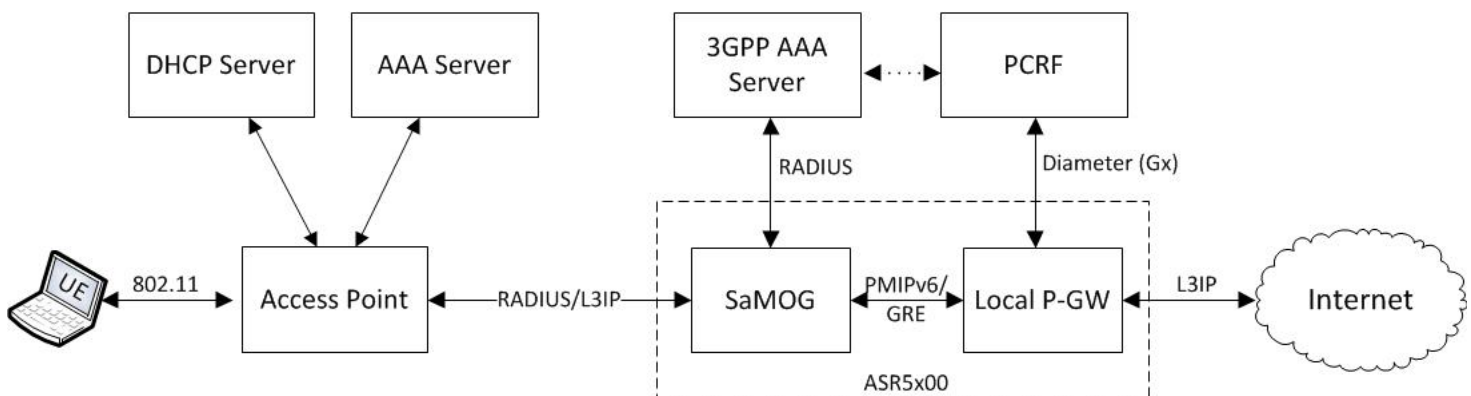 DHCP Server
AAA Server
3GPP AAA
Server
PCRF
RADIUS
Diameter (Gx)
UE
802.11
Access Point
RADIUS/L3IP
SaMOG
PMIPv6/
GRE
Local P-GW
L3IP
Internet
ASR5x00